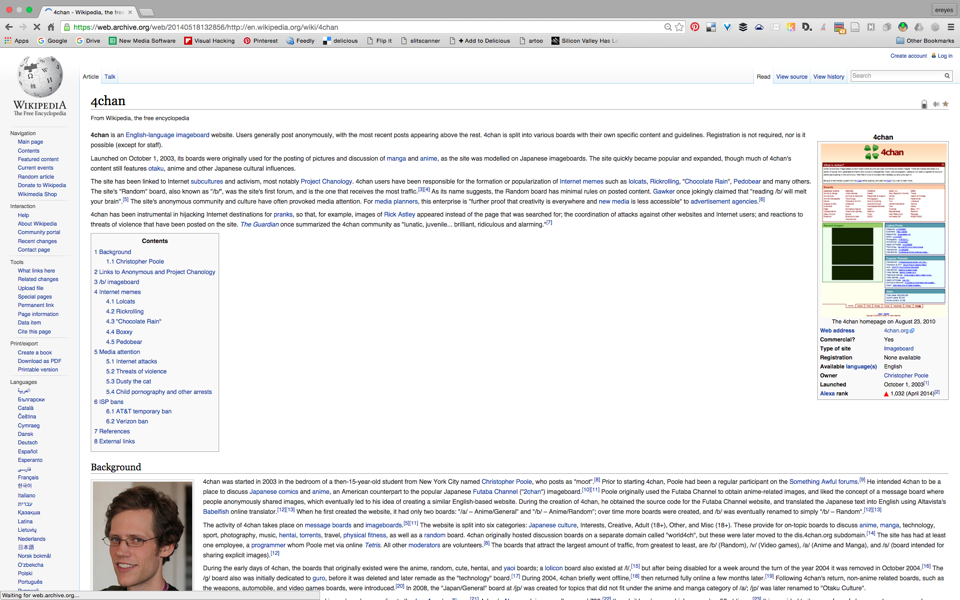 4chan - Wikipedia, the free
ereyes
https://web.archive.org/web/20140518132856/http://en.wikipedia.org/wiki/4chan
Apps Google Drive New Media Software Visual Hacking Pinterest Feedly delicious Flip it slitscanner + Add to Delicious artoo Silicon Valley Has L Other Bookmarks
Create account Log in
Article Talk Read View source View history Search
WIKIPEDIA
The Free Encyclopedia
Navigation
Main page
Contents
Featured content
Current events
Random article
Donate to Wikipedia
Wikimedia Shop
Interaction
Help
About Wikipedia
Community portal
Recent changes
Contact page
Tools
What links here
Related changes
Upload file
Special pages
Permanent link
Page information
Data item
Cite this page
Print/export
Create a book
Download as PDF
Printable version
Languages
العربية
Български
Català
Čeština
Cymraeg
Dansk
Deutsch
Español
Esperanto
فارسی
Français
한국어
Italiano
עברית
Қазақша
Latina
Lietuvių
Nederlands
日本語
Norsk bokmål
O'zbekcha
Polski
Português
4chan
From Wikipedia, the free encyclopedia
4chan is an English-language imageboard website. Users generally post anonymously, with the most recent posts appearing above the rest. 4chan is split into various boards with their own specific content and guidelines. Registration is not required, nor is it
possible (except for staff).
Launched on October 1, 2003, its boards were originally used for the posting of pictures and discussion of manga and anime, as the site was modelled on Japanese imageboards. The site quickly became popular and expanded, though much of 4chan's
content still features otaku, anime and other Japanese cultural influences.
The site has been linked to Internet subcultures and activism, most notably Project Chanology. 4chan users have been responsible for the formation or popularization of Internet memes such as lolcats, Rickrolling, "Chocolate Rain", Pedobear and many others.
The site's "Random" board, also known as "/b/", was the site's first forum, and is the one that receives the most traffic.[3][4] As its name suggests, the Random board has minimal rules on posted content. Gawker once jokingly claimed that "reading /b/ will melt
your brain".[5] The site's anonymous community and culture have often provoked media attention. For media planners, this enterprise is "further proof that creativity is everywhere and new media is less accessible" to advertisement agencies.[6]
4chan has been instrumental in hijacking Internet destinations for pranks, so that, for example, images of Rick Astley appeared instead of the page that was searched for; the coordination of attacks against other websites and Internet users; and reactions to
threats of violence that have been posted on the site. The Guardian once summarized the 4chan community as "lunatic, juvenile... brilliant, ridiculous and alarming."[7]
Contents
1 Background
1.1 Christopher Poole
2 Links to Anonymous and Project Chanology
3 /b/ imageboard
4 Internet memes
4.1 Lolcats
4.2 Rickrolling
4.3 "Chocolate Rain"
4.4 Boxxy
4.5 Pedobear
5 Media attention
5.1 Internet attacks
5.2 Threats of violence
5.3 Dusty the cat
5.4 Child pornography and other arrests
6 ISP bans
6.1 AT&T temporary ban
6.2 Verizon ban
7 References
8 External links
4chan
4chan
The 4chan homepage on August 23, 2010
Web address 4chan.org
Commercial? Yes
Type of site Imageboard
Registration None available
Available language(s) English
Owner Christopher Poole
Launched October 1, 2003[1]
Alexa rank 1,032 (April 2014)[2]
Background
4chan was started in 2003 in the bedroom of a then-15-year-old student from New York City named Christopher Poole, who posts as "moot".[8] Prior to starting 4chan, Poole had been a regular participant on the Something Awful forums.[9] He intended 4chan to be a
place to discuss Japanese comics and anime, an American counterpart to the popular Japanese Futaba Channel ("2chan") imageboard.[10][11] Poole originally used the Futaba Channel to obtain anime-related images, and liked the concept of a message board where
people anonymously shared images, which eventually led to his idea of creating a similar English-based website. During the creation of 4chan, he obtained the source code for the Futaba Channel website, and translated the Japanese text into English using Altavista's
Babelfish online translator.[12][13] When he first created the website, it had only two boards: "/a/ – Anime/General" and "/b – Anime/Random"; over time more boards were created, and /b/ was eventually renamed to simply "/b/ – Random".[12][13]
The activity of 4chan takes place on message boards and imageboards.[5][11] The website is split into six categories: Japanese culture, Interests, Creative, Adult (18+), Other, and Misc (18+). These provide for on-topic boards to discuss anime, manga, technology,
sport, photography, music, hentai, torrents, travel, physical fitness, as well as a random board. 4chan originally hosted discussion boards on a separate domain called "world4ch", but these were later moved to the dis.4chan.org subdomain.[14] The site has had at least
one employee, a programmer whom Poole met via online Tetris. All other moderators are volunteers.[6] The boards that attract the largest amount of traffic, from greatest to least, are /b/ (Random), /v/ (Video games), /a/ (Anime and Manga), and /s/ (board intended for
sharing explicit images).[12]
During the early days of 4chan, the boards that originally existed were the anime, random, cute, hentai, and yaoi boards; a lolicon board also existed at /l/,[15] but after being disabled for a week around the turn of the year 2004 it was removed in October 2004.[16] The
/g/ board also was initially dedicated to guro, before it was deleted and later remade as the "technology" board.[17] During 2004, 4chan briefly went offline,[18] then returned fully online a few months later.[19] Following 4chan's return, non-anime related boards, such as
the weapons, automobile, and video games boards, were introduced.[20] In 2008, the "Japan/General" board at /jp/ was created for topics that did not fit under the anime and manga category of /a/; /jp/ was later renamed to "Otaku Culture".
Waiting for web.archive.org...